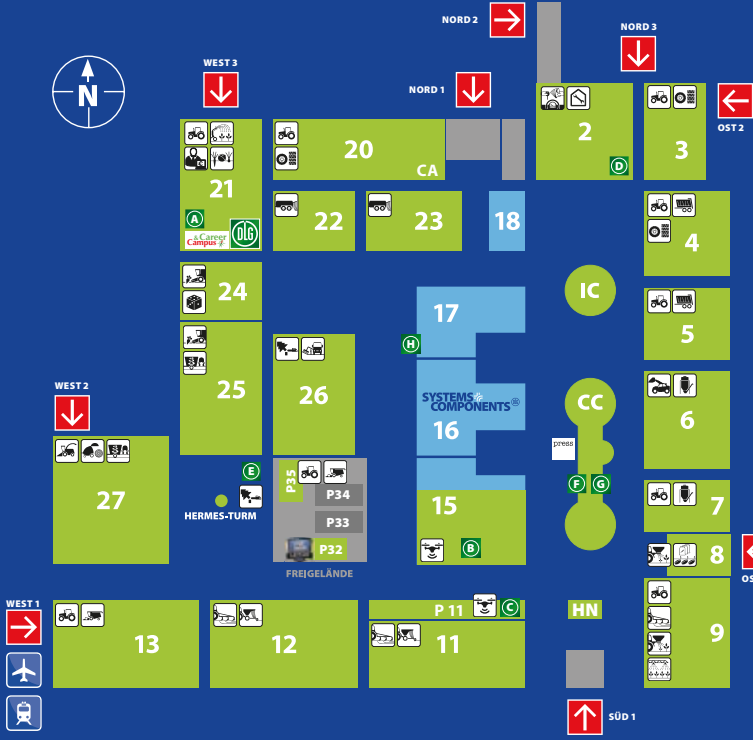 NORD 2
NORD 3
WEST 3
NORD 1
N
OST 2
2
D
3
20
CA
21
A
& Career
Campus
DLG
22
23
18
4
24
IC
17
5
H
25
26
SYSTEMS &
COMPONENTS®
16
CC
6
WEST 2
press
27
E
HERMES-TURM
P35
P34
P33
P32
FREIGELÄNDE
15
B
F
G
7
8
OS
WEST 1
13
12
P 11
C
11
HN
9
SÜD 1